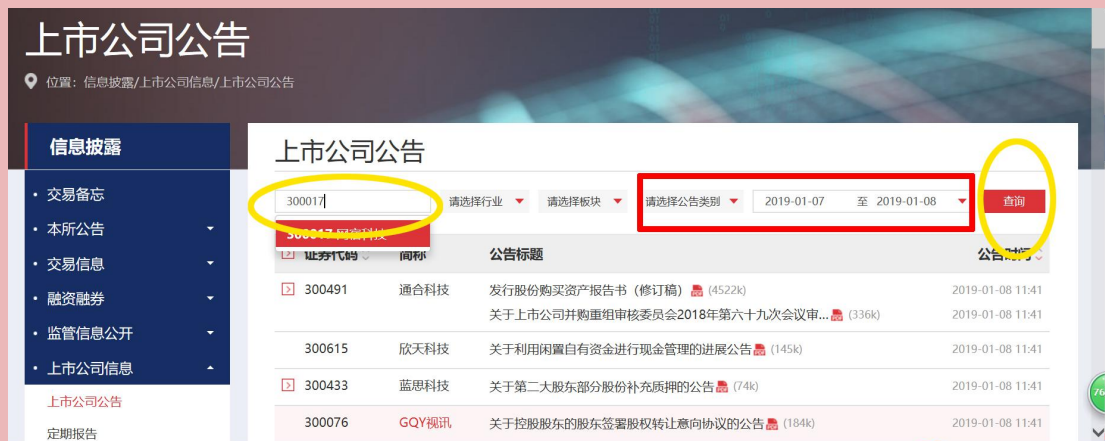 上市公司公告
位置：信息披露/上市公司信息/上市公司公告
信息披露
• 交易备忘
• 本所公告
• 交易信息
• 融资融券
• 监管信息公开
• 上市公司信息
上市公司公告
定期报告
上市公司公告
300017 请选择行业 请选择板块 请选择公告类别 2019-01-07 至 2019-01-08 查询
300017 网宿科技
证券代码 简称 公告标题 公告时间
300491 通合科技 发行股份购买资产报告书（修订稿） (4522k) 2019-01-08 11:41
关于上市公司并购重组审核委员会2018年第六十九次会议审... (336k) 2019-01-08 11:41
300615 欣天科技 关于利用闲置自有资金进行现金管理的进展公告 (145k) 2019-01-08 11:41
300433 蓝思科技 关于第二大股东部分股份补充质押的公告 (74k) 2019-01-08 11:41
300076 GQY视讯 关于控股股东的股东签署股权转让意向协议的公告 (184k) 2019-01-08 11:41